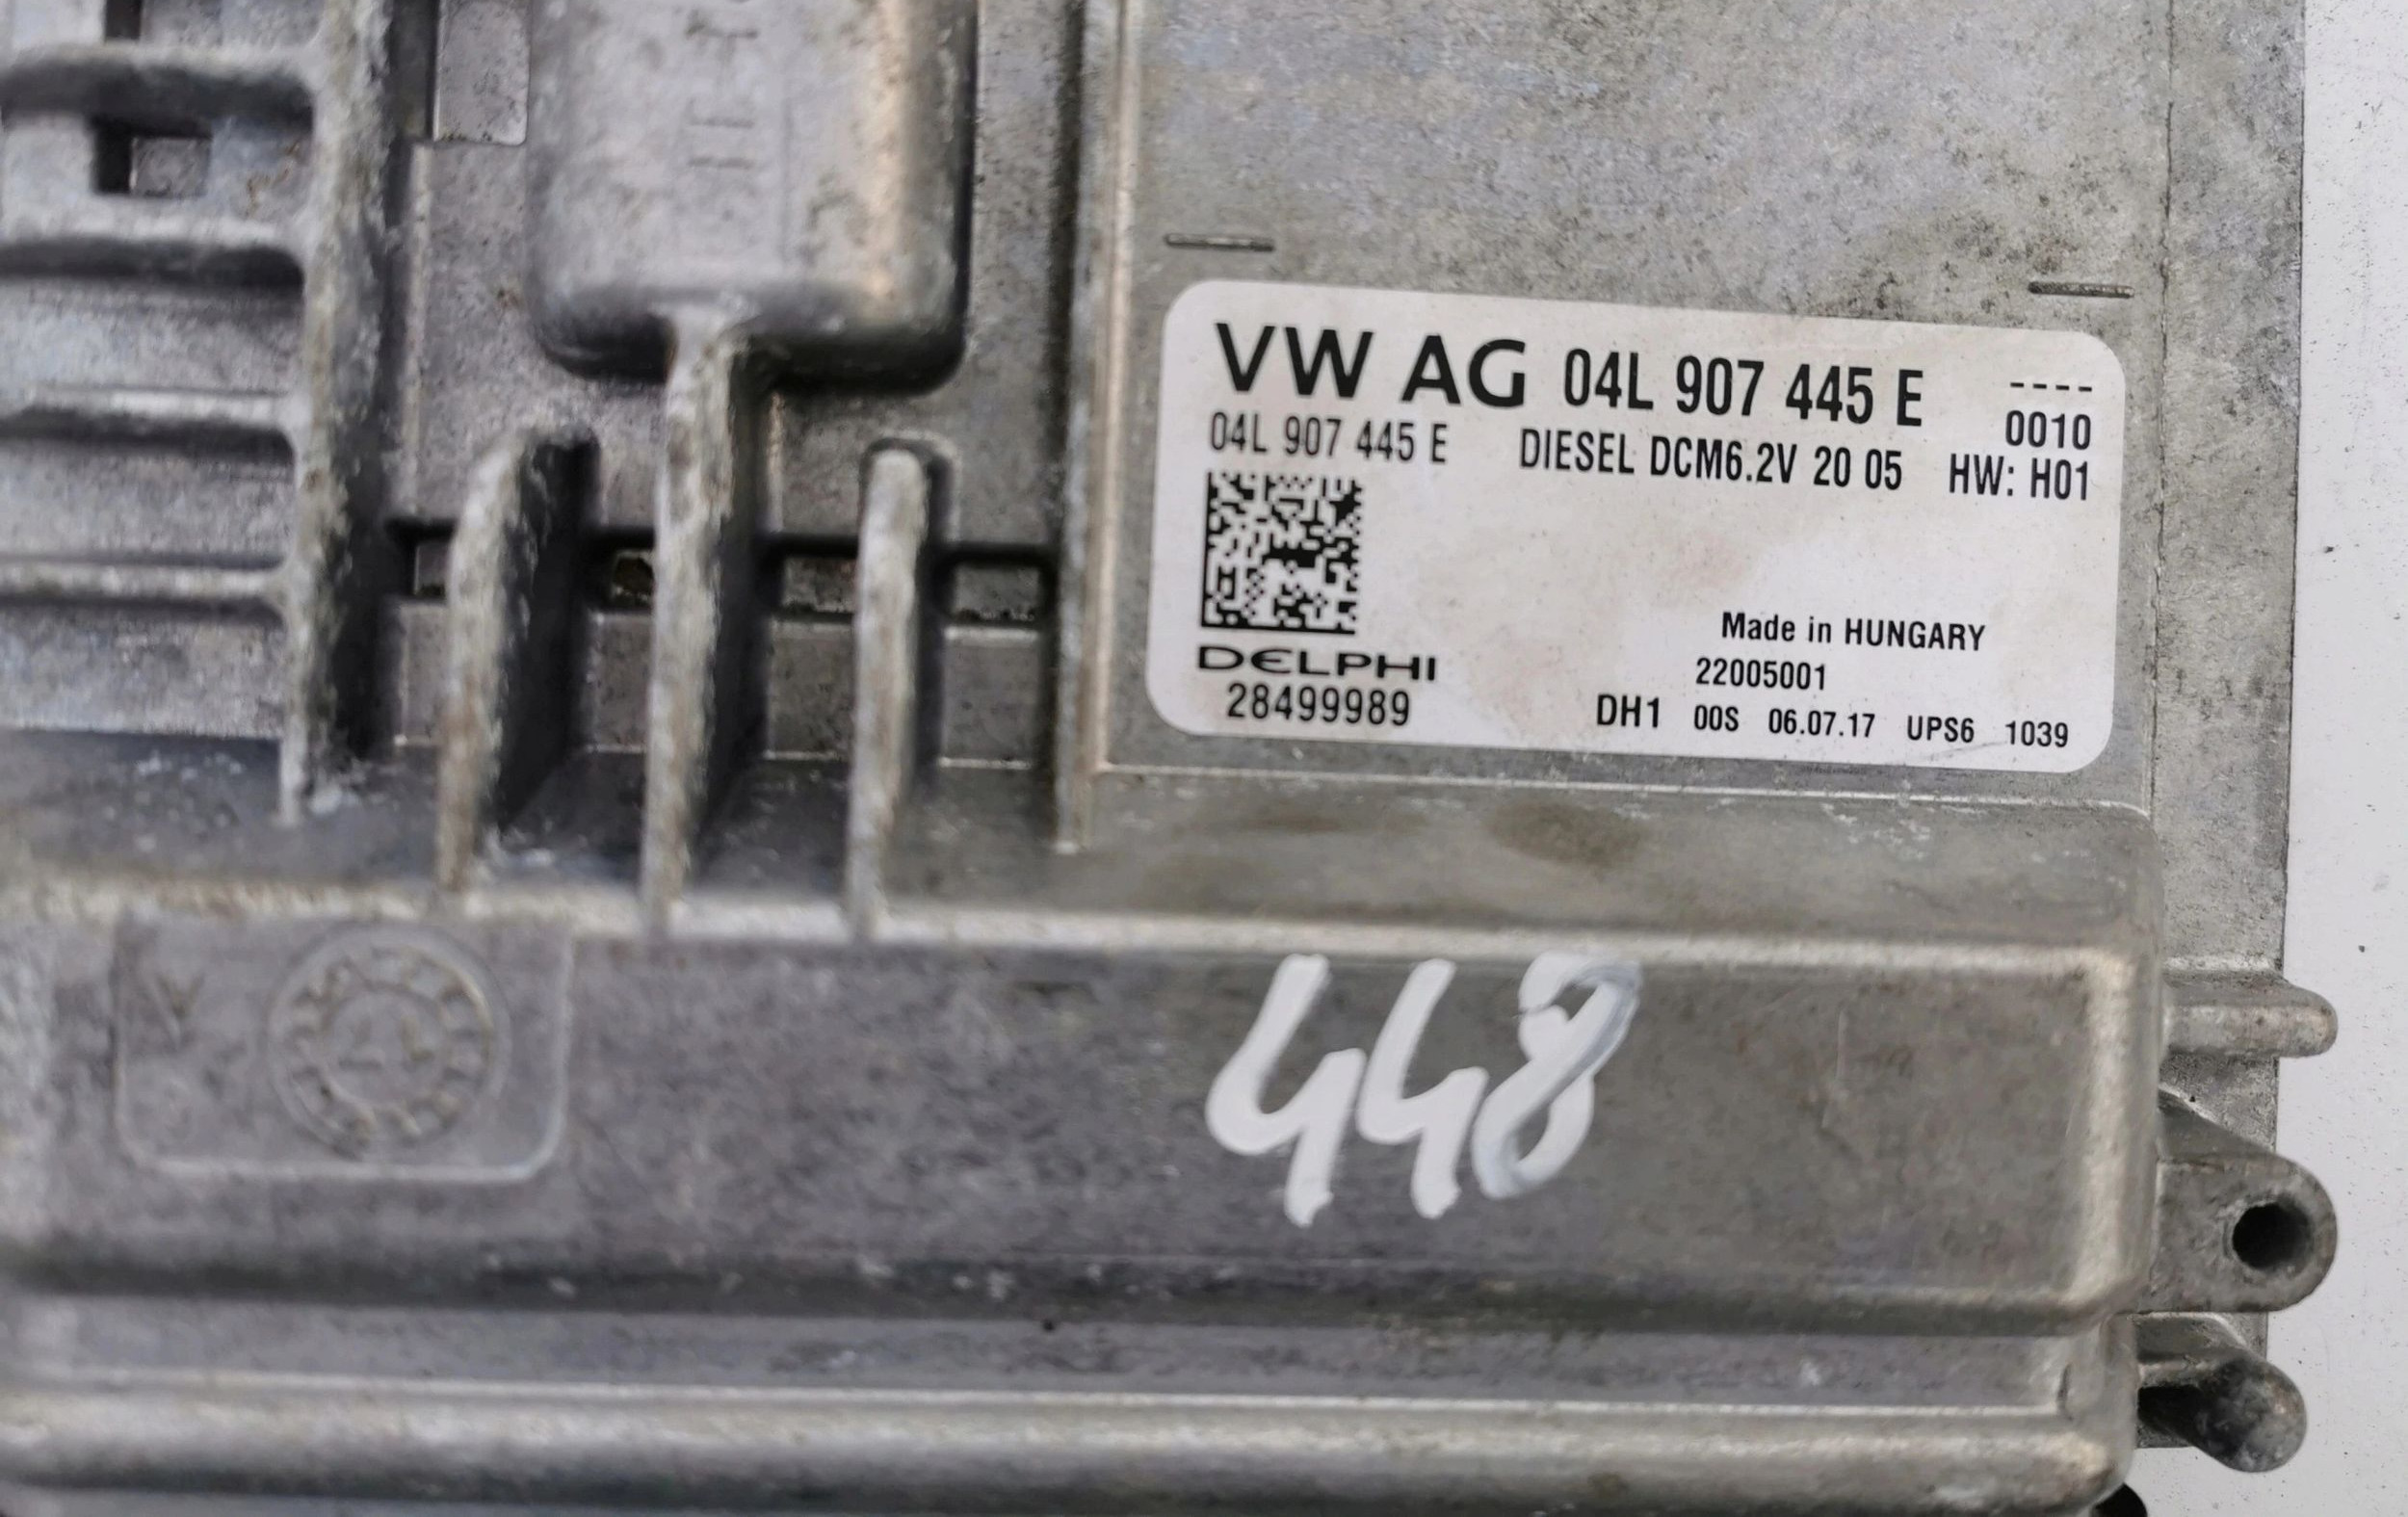 VW AG 04L 907 445 E ----
0010
04L 907 445 E DIESEL DCM6.2V 20 05 HW: H01
Made in HUNGARY
DELPHI 22005001
28499989 DH1 00S 06.07.17 UPS6 1039
448